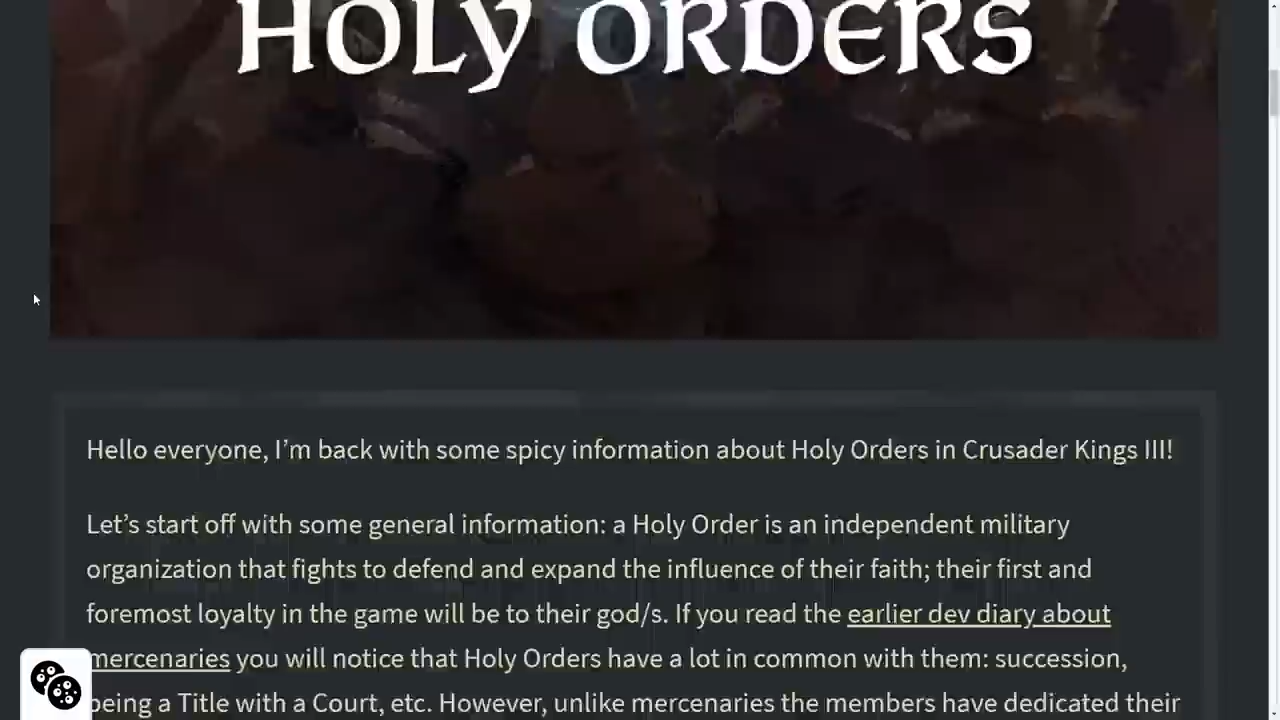 HOLY ORDERS
Hello everyone, I’m back with some spicy information about Holy Orders in Crusader Kings III!
Let’s start off with some general information: a Holy Order is an independent military
organization that fights to defend and expand the influence of their faith; their first and
foremost loyalty in the game will be to their god/s. If you read the earlier dev diary about
mercenaries you will notice that Holy Orders have a lot in common with them: succession,
being a Title with a Court, etc. However, unlike mercenaries the members have dedicated their